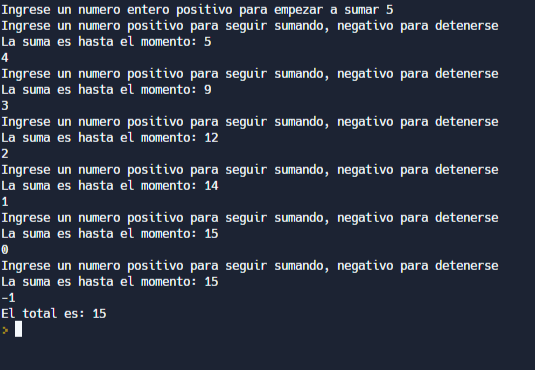 Ingrese un numero entero positivo para empezar a sumar 5
Ingrese un numero positivo para seguir sumando, negativo para detenerse
La suma es hasta el momento: 5
4
Ingrese un numero positivo para seguir sumando, negativo para detenerse
La suma es hasta el momento: 9
3
Ingrese un numero positivo para seguir sumando, negativo para detenerse
La suma es hasta el momento: 12
2
Ingrese un numero positivo para seguir sumando, negativo para detenerse
La suma es hasta el momento: 14
1
Ingrese un numero positivo para seguir sumando, negativo para detenerse
La suma es hasta el momento: 15
0
Ingrese un numero positivo para seguir sumando, negativo para detenerse
La suma es hasta el momento: 15
-1
El total es: 15
>